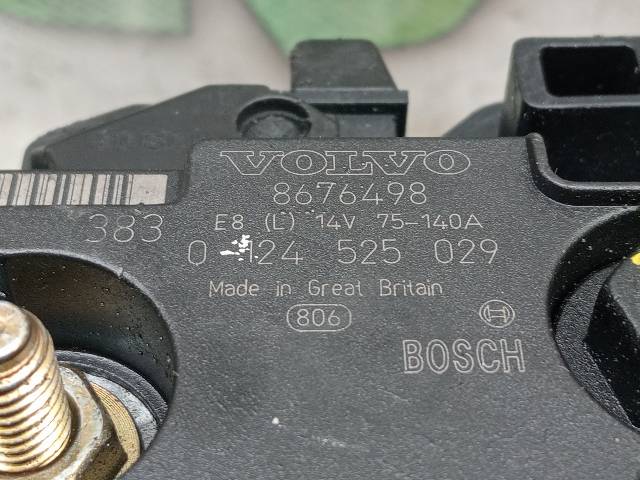 VOLVO
8676498
383 E8 (L) 14V 75-140A
0 124 525 029
Made in Great Britain
806
BOSCH